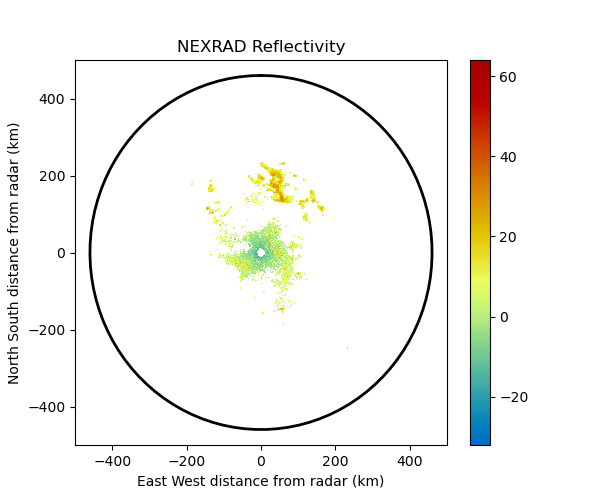 NEXRAD Reflectivity
North South distance from radar (km)
400
200
0
−200
−400
−400 −200 0 200 400
East West distance from radar (km)
60
40
20
0
−20